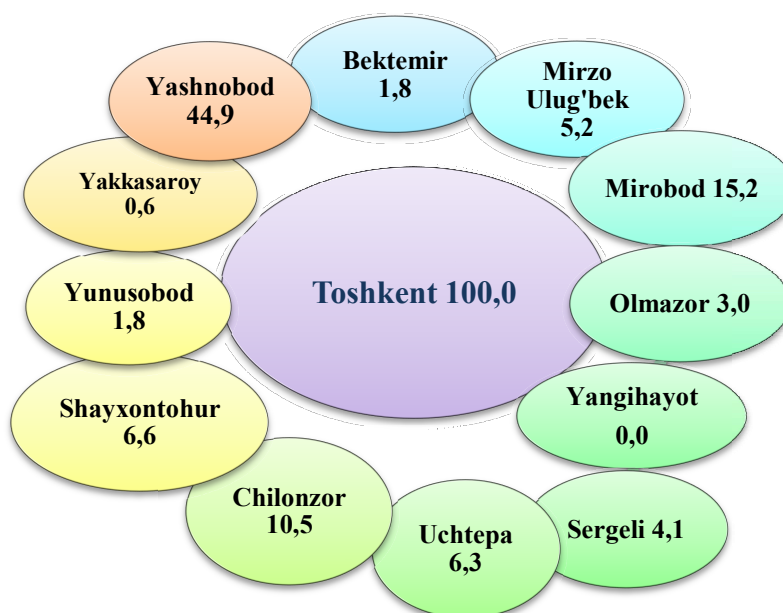 Bektemir
1,8
Mirzo
Ulug'bek
5,2
Mirobod 15,2
Olmazor 3,0
Yangihayot
0,0
Sergeli 4,1
Uchtepa
6,3
Chilonzor
10,5
Shayxontohur
6,6
Yunusobod
1,8
Yakkasaroy
0,6
Yashnobod
44,9
Toshkent 100,0